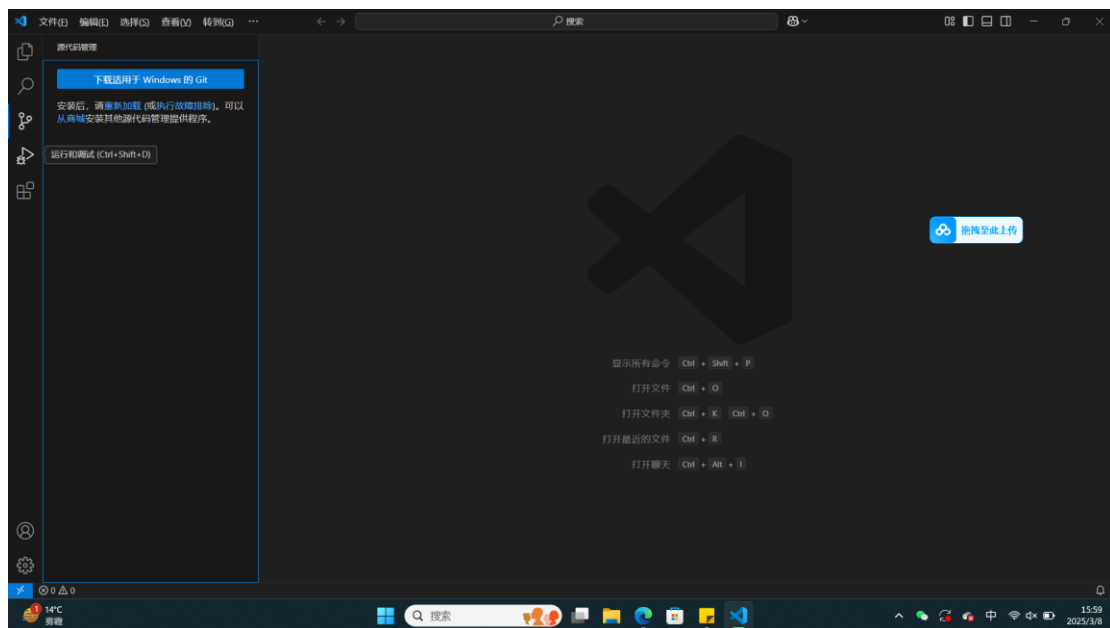 文件(F) 编辑(E) 选择(S) 查看(V) 转到(G) ···
搜索
源代码管理
下载适用于 Windows 的 Git
安装后，请重新加载 (或执行故障排除)。可以
从商城安装其他源代码管理提供程序。
运行和调试 (Ctrl+Shift+D)
拖拽至此上传
显示所有命令 Ctrl + Shift + P
打开文件 Ctrl + O
打开文件夹 Ctrl + K Ctrl + O
打开最近的文件 Ctrl + R
打开聊天 Ctrl + Alt + I
0 0
1
14°C
雾霾
搜索
中
15:59
2025/3/8